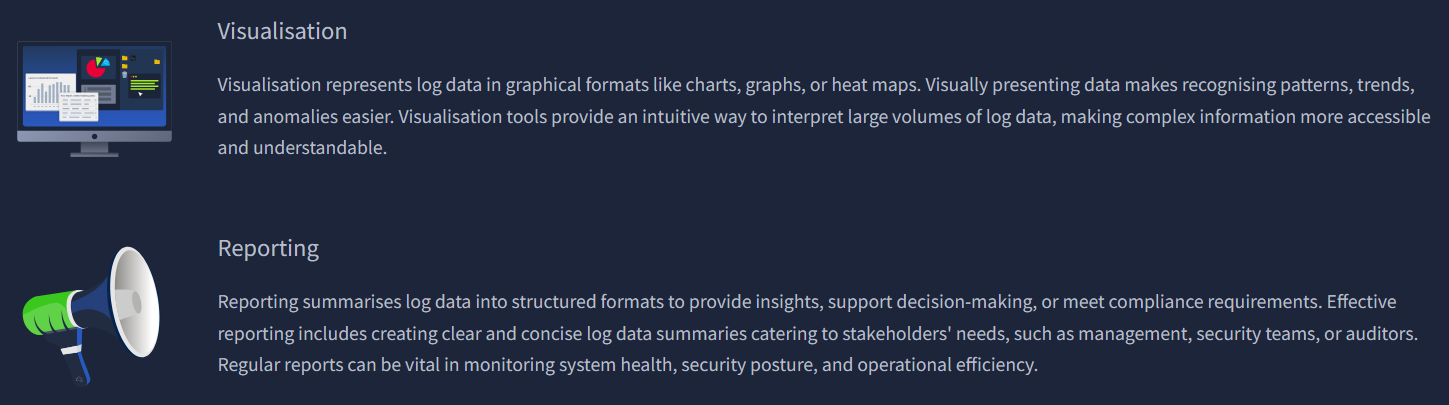 Visualisation
Visualisation represents log data in graphical formats like charts, graphs, or heat maps. Visually presenting data makes recognising patterns, trends,
and anomalies easier. Visualisation tools provide an intuitive way to interpret large volumes of log data, making complex information more accessible
and understandable.
Reporting
Reporting summarises log data into structured formats to provide insights, support decision-making, or meet compliance requirements. Effective
reporting includes creating clear and concise log data summaries catering to stakeholders' needs, such as management, security teams, or auditors.
Regular reports can be vital in monitoring system health, security posture, and operational efficiency.